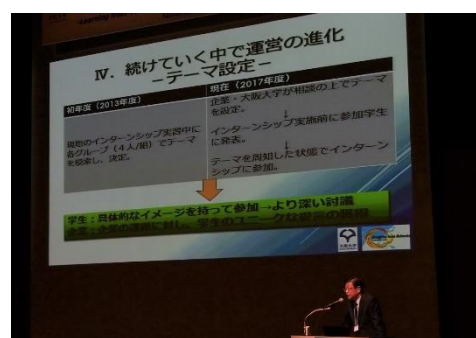 Ⅳ．続けていく中で運営の進化
－テーマ設定－
初年度（2013年度）
現在（2017年度）
現地のインターンシップ実習中に
各グループ（4人/組）でテーマ
を模索し、決定。
企業・大阪大学が相談の上でテーマ
を設定。
↓
インターンシップ実施前に参加学生
に発表。
↓
テーマを周知した状態でインターン
シップに参加。
学生：具体的なイメージを持って参加→より深い討議